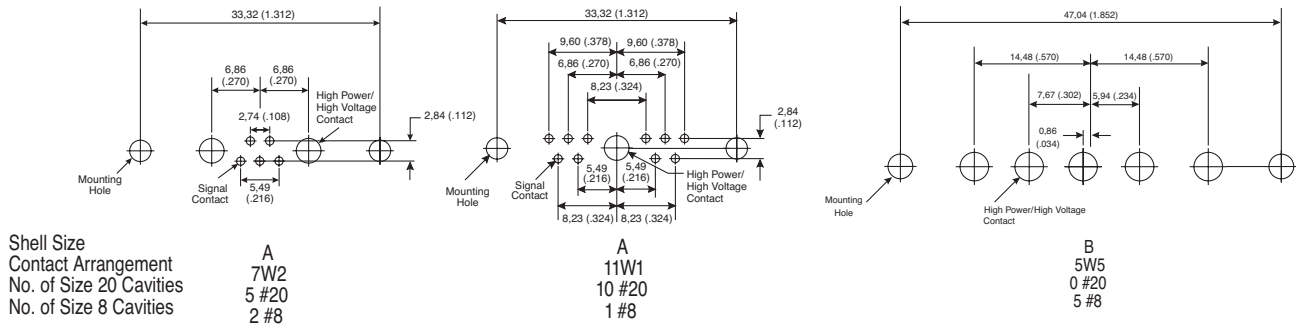 33,32 (1.312)
6,86
(.270)
6,86
(.270)
High Power/
High Voltage
Contact
2,74 (.108)
2,84 (.112)
Mounting
Hole
Signal
Contact
5,49
(.216)
33,32 (1.312)
9,60 (.378)
9,60 (.378)
6,86 (.270)
6,86 (.270)
8,23 (.324)
2,84
(.112)
Mounting
Hole
Signal
Contact
5,49
(.216)
5,49
(.216)
High Power/
High Voltage
Contact
8,23 (.324)
8,23 (.324)
47,04 (1.852)
14,48 (.570)
14,48 (.570)
7,67 (.302)
5,94 (.234)
0,86
(.034)
Mounting
Hole
High Power/High Voltage
Contact
Shell Size A A B
Contact Arrangement 7W2 11W1 5W5
No. of Size 20 Cavities 5 #20 10 #20 0 #20
No. of Size 8 Cavities 2 #8 1 #8 5 #8